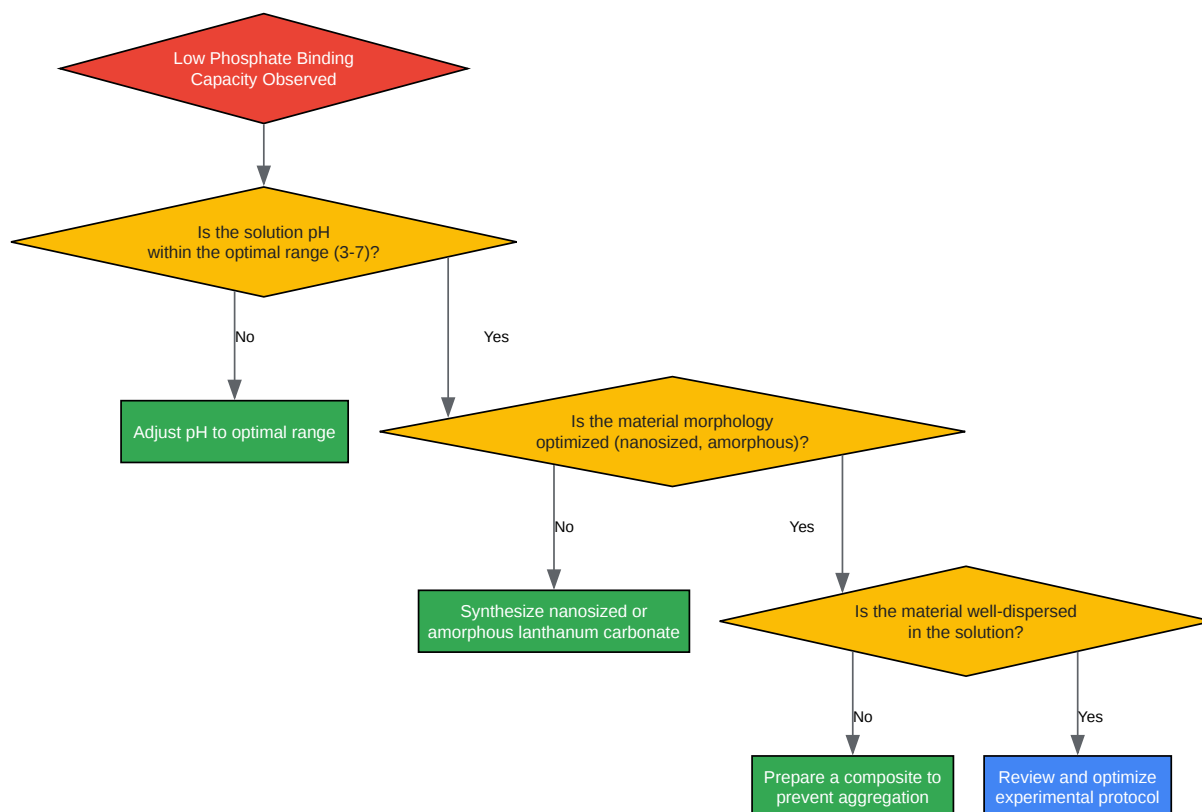 Low Phosphate Binding
Capacity Observed
Is the solution pH
within the optimal range (3-7)?
No
Yes
Adjust pH to optimal range
Is the material morphology
optimized (nanosized, amorphous)?
No
Yes
Synthesize nanosized or
amorphous lanthanum carbonate
Is the material well-dispersed
in the solution?
No
Yes
Prepare a composite to
prevent aggregation
Review and optimize
experimental protocol